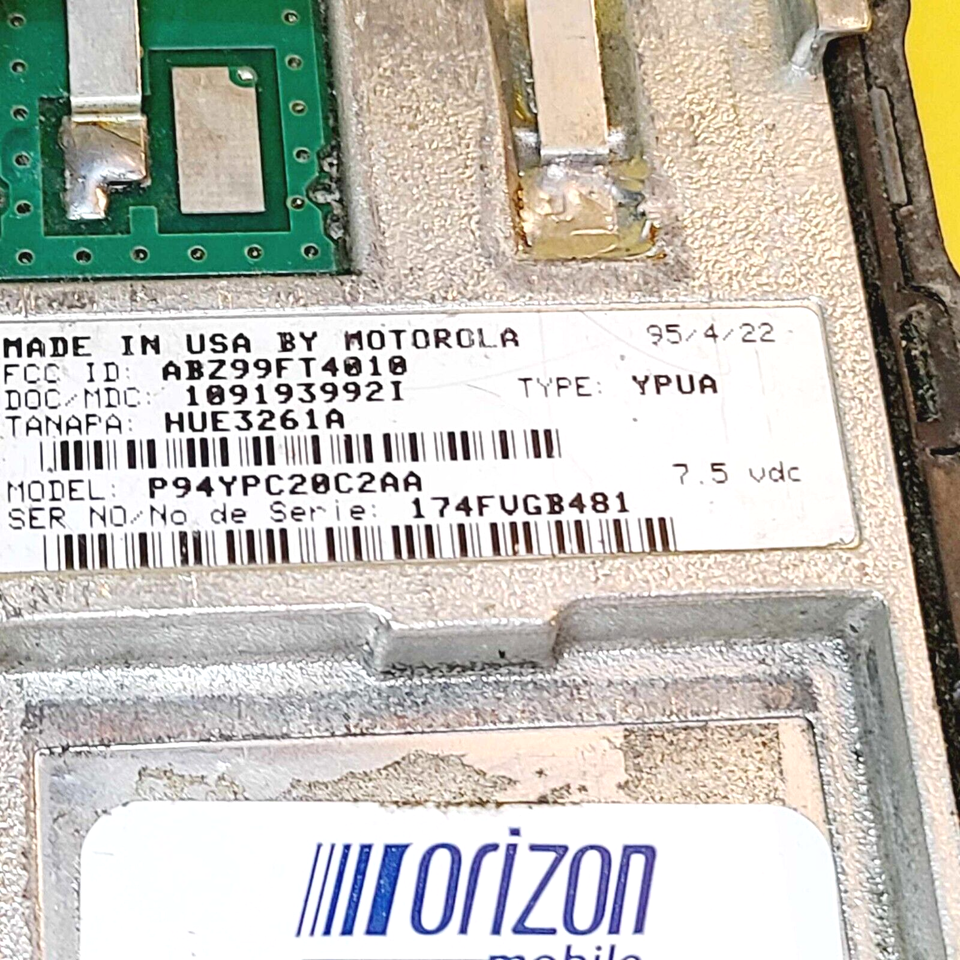 MADE IN USA BY MOTOROLA 95/4/22
FCC ID: ABZ99FT4010
DOC/MDC: 109193992I TYPE: YPUA
TANAPA: HUE3261A
MODEL: P94YPC20C2AA 7.5 vdc
SER NO/No de Serie: 174FVGB481
orizon
mobile